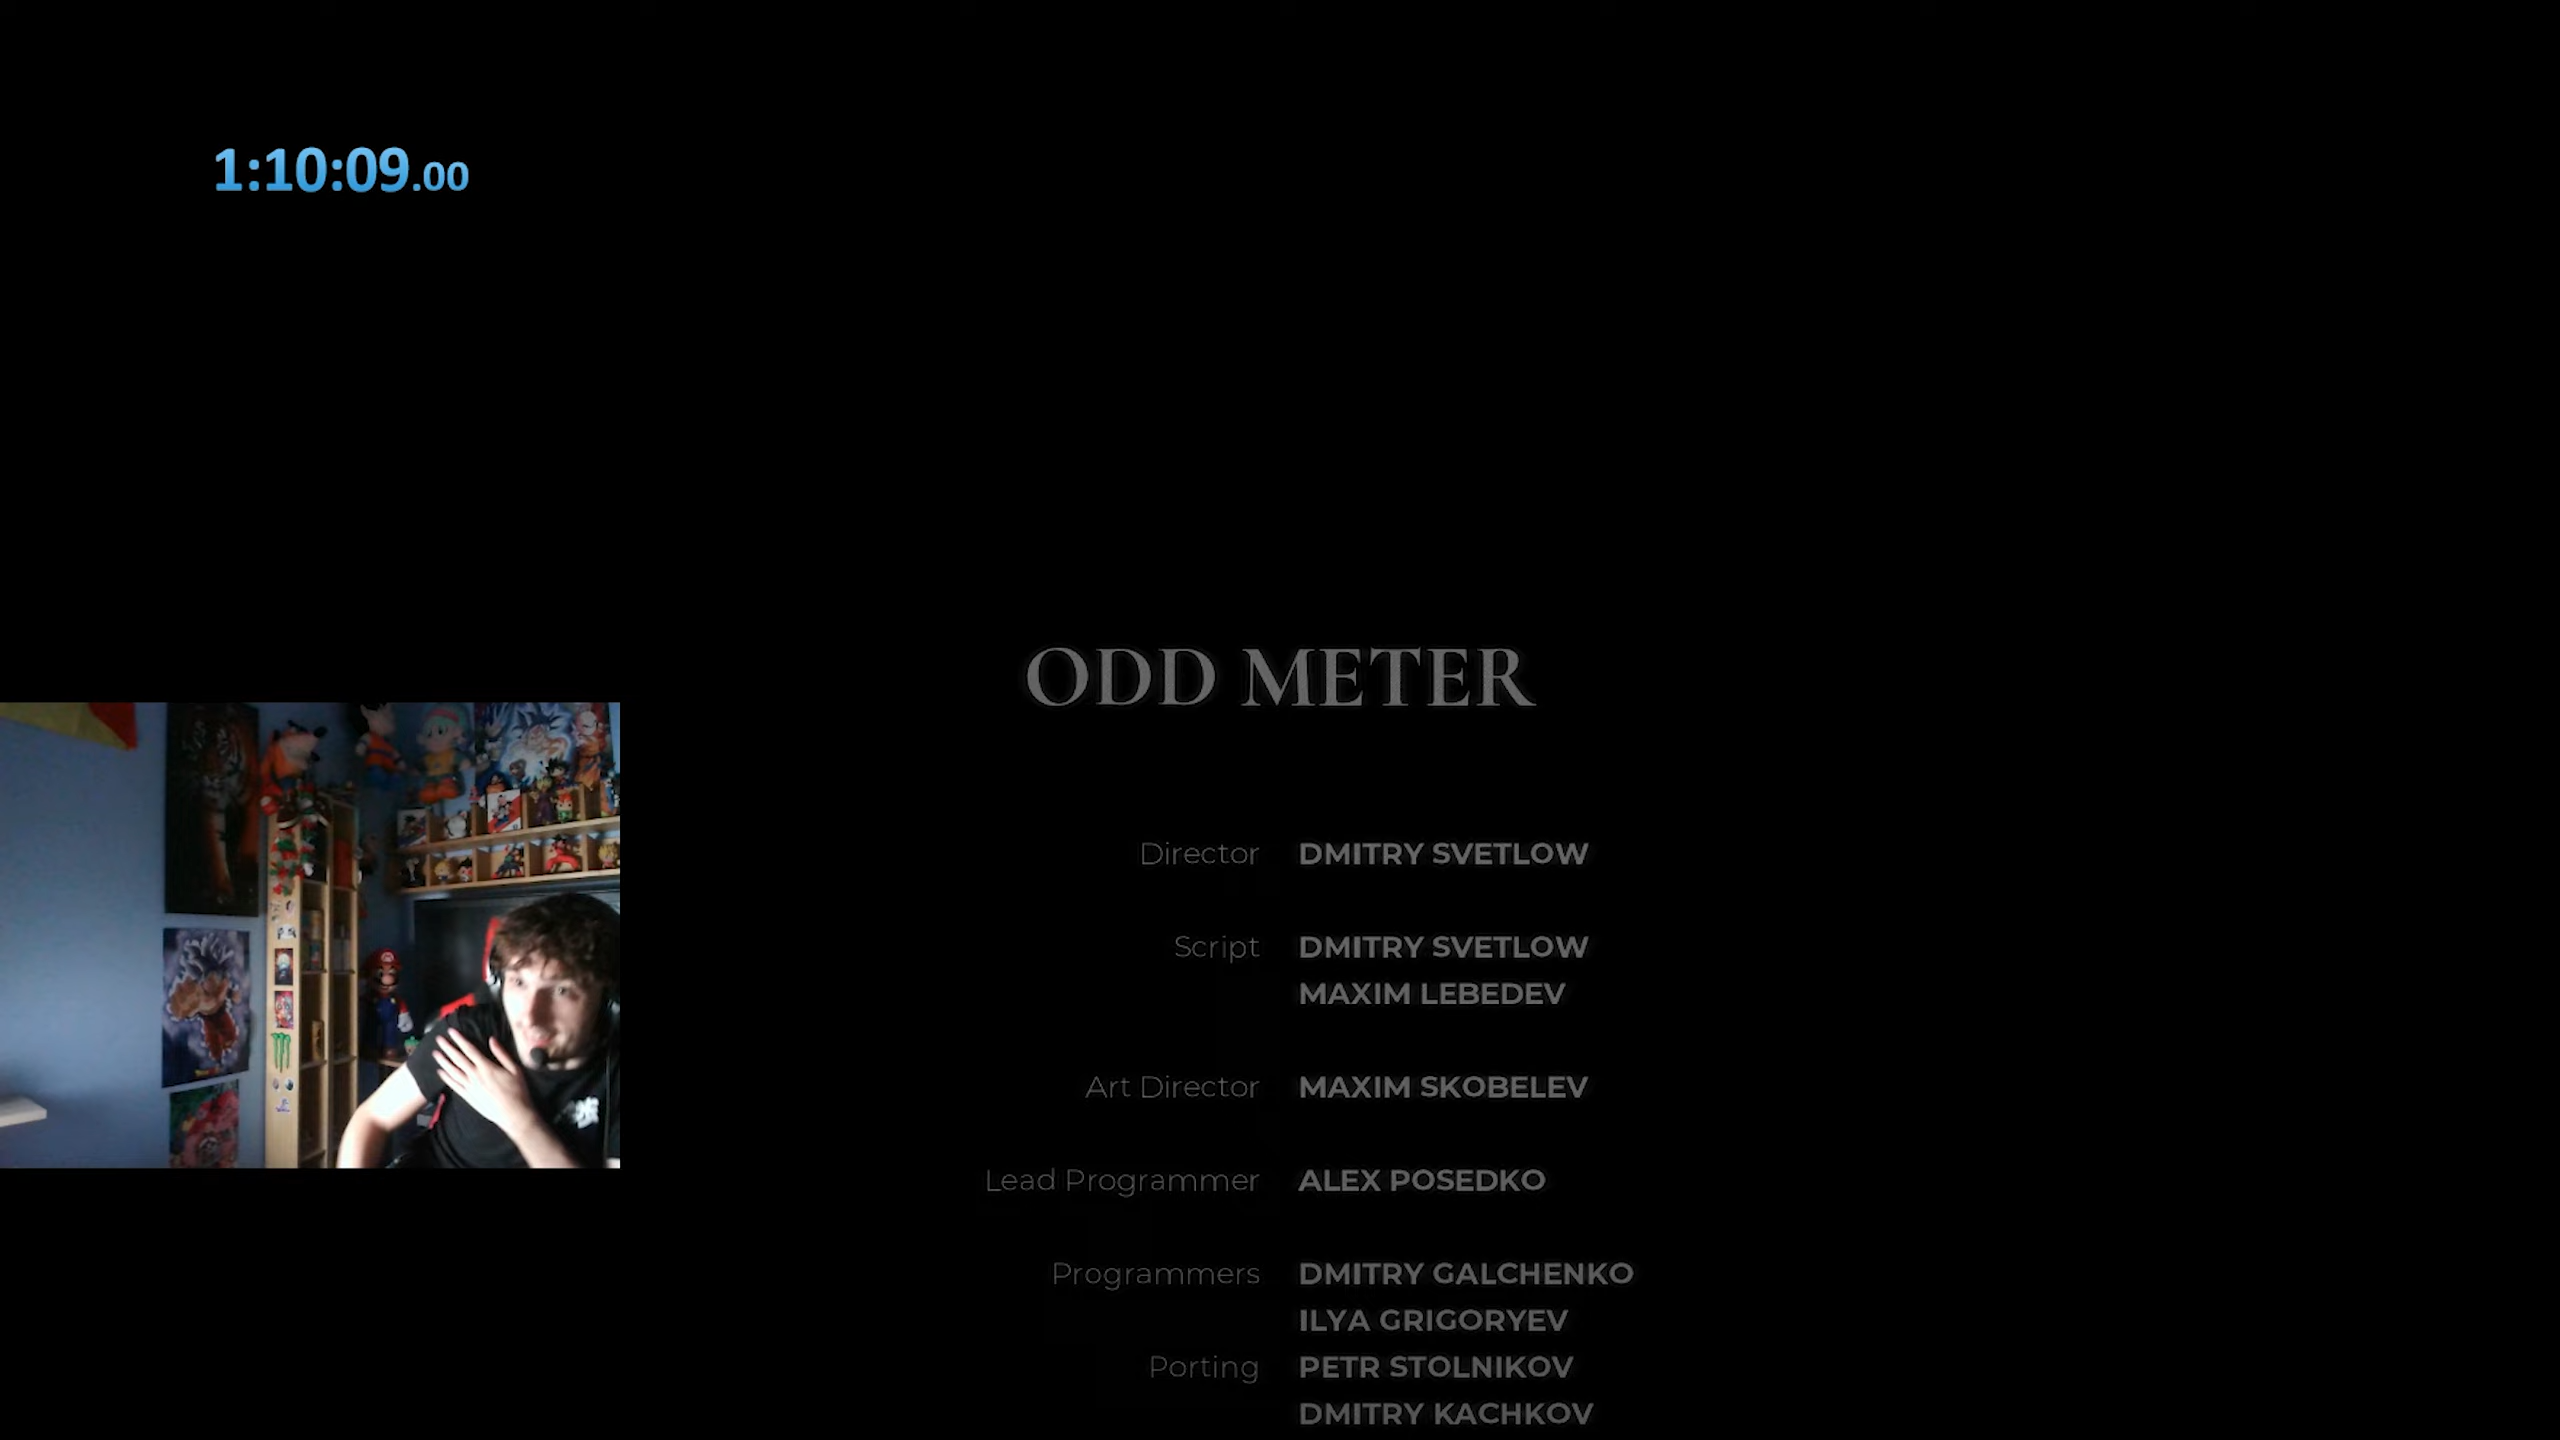 1:10:09.00
ODD METER
Director DMITRY SVETLOW
Script DMITRY SVETLOW
MAXIM LEBEDEV
Art Director MAXIM SKOBELEV
Lead Programmer ALEX POSEDKO
Programmers DMITRY GALCHENKO
ILYA GRIGORYEV
Porting PETR STOLNIKOV
DMITRY KACHKOV